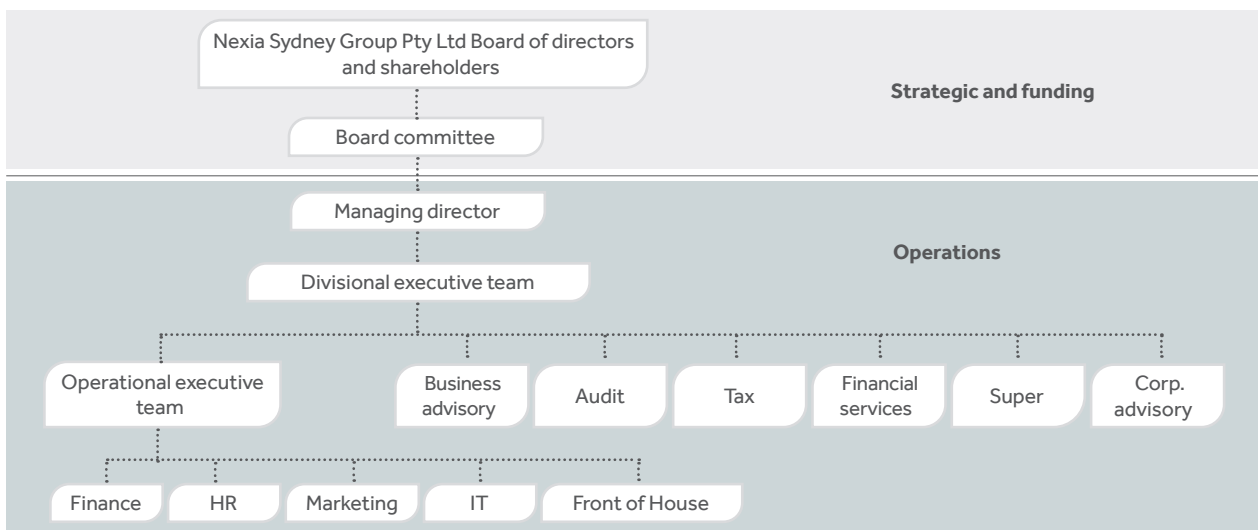 Nexia Sydney Group Pty Ltd Board of directors
and shareholders
Strategic and funding
Board committee
Managing director
Operations
Divisional executive team
Operational executive
team
Business
advisory
Audit
Tax
Financial
services
Super
Corp.
advisory
Finance
HR
Marketing
IT
Front of House